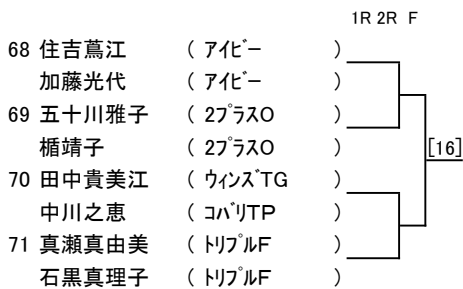 1R 2R F
68 住吉蔦江 ( アイビー )
加藤光代 ( アイビー )
69 五十川雅子 ( 2プラスO )
楯靖子 ( 2プラスO )
[16]
70 田中貴美江 ( ウィンズTG )
中川之恵 ( コバリTP )
71 真瀬真由美 ( トリプルF )
石黒真理子 ( トリプルF )